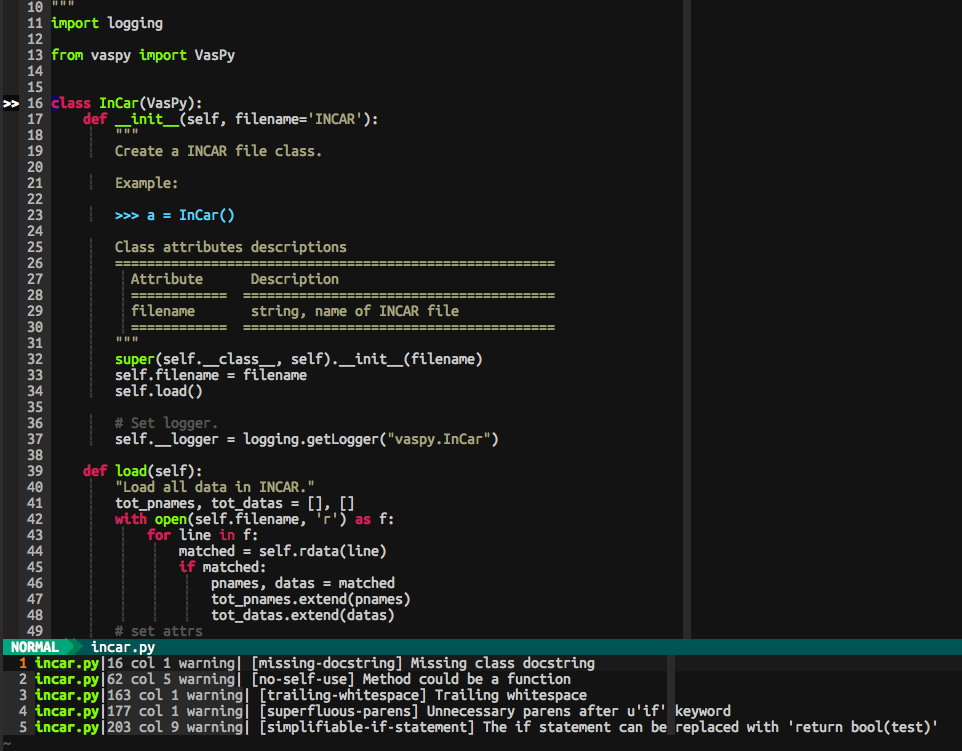 10 """
11 import logging
12
13 from vaspy import VasPy
14
15
>> 16 class InCar(VasPy):
17     def __init__(self, filename='INCAR'):
18         """
19         Create a INCAR file class.
20
21         Example:
22
23         >>> a = InCar()
24
25         Class attributes descriptions
26         =======================================================
27           Attribute      Description
28           ============  =======================================
29           filename       string, name of INCAR file
30           ============  =======================================
31         """
32         super(self.__class__, self).__init__(filename)
33         self.filename = filename
34         self.load()
35
36         # Set logger.
37         self.__logger = logging.getLogger("vaspy.InCar")
38
39     def load(self):
40         "Load all data in INCAR."
41         tot_pnames, tot_datas = [], []
42         with open(self.filename, 'r') as f:
43             for line in f:
44                 matched = self.rdata(line)
45                 if matched:
46                     pnames, datas = matched
47                     tot_pnames.extend(pnames)
48                     tot_datas.extend(datas)
49         # set attrs
NORMAL incar.py
1 incar.py|16 col 1 warning| [missing-docstring] Missing class docstring
2 incar.py|62 col 5 warning| [no-self-use] Method could be a function
3 incar.py|163 col 1 warning| [trailing-whitespace] Trailing whitespace
4 incar.py|177 col 1 warning| [superfluous-parens] Unnecessary parens after u'if' keyword
5 incar.py|203 col 9 warning| [simplifiable-if-statement] The if statement can be replaced with 'return bool(test)'
~